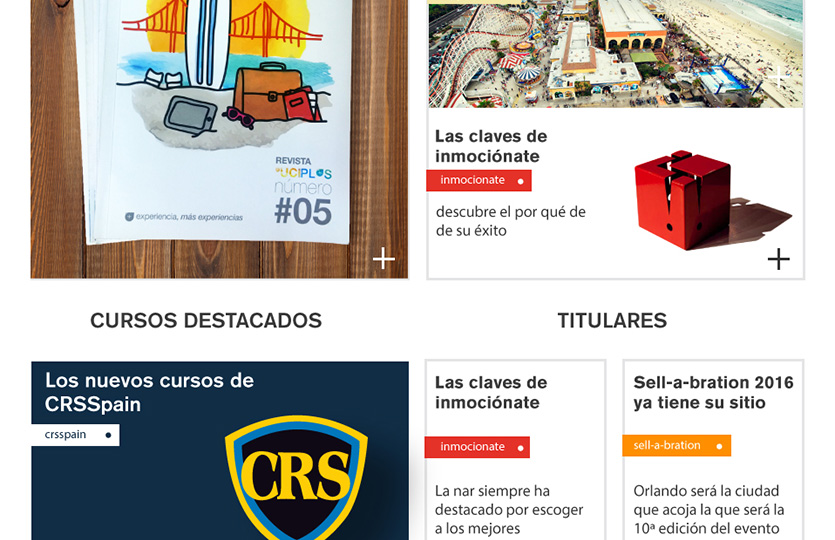 REVISTA
UCIPLUS
número
#05
experiencia, más experiencias
Las claves de
inmociónate
inmocionate
descubre el por qué de
de su éxito
CURSOS DESTACADOS
TITULARES
Los nuevos cursos de
CRSSpain
crsspain
CRS
Las claves de
inmociónate
inmocionate
La nar siempre ha
destacado por escoger
a los mejores
Sell-a-bration 2016
ya tiene su sitio
sell-a-bration
Orlando será la ciudad
que acoja la que será la
10ª edición del evento